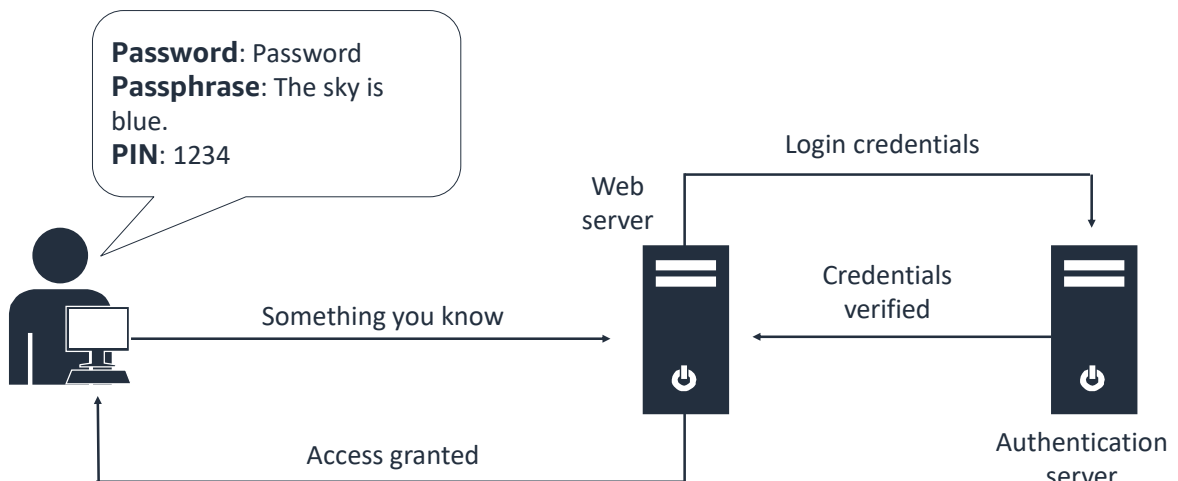 Password: Password
Passphrase: The sky is
blue.
PIN: 1234
Login credentials
Web
server
Credentials
verified
Something you know
Access granted
Authentication
server